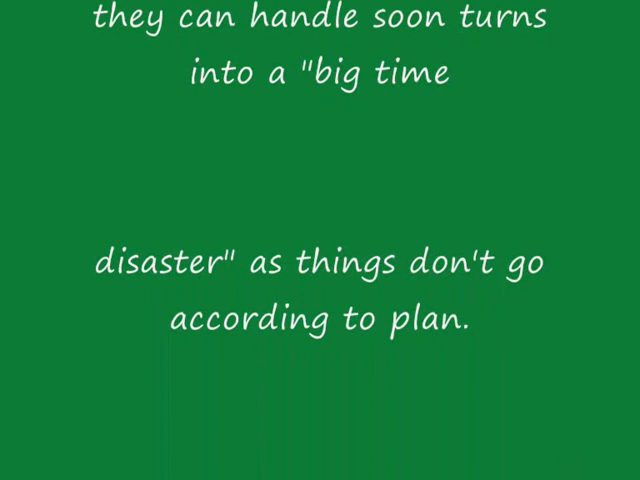 they can handle soon turns
into a "big time
disaster" as things don't go
according to plan.